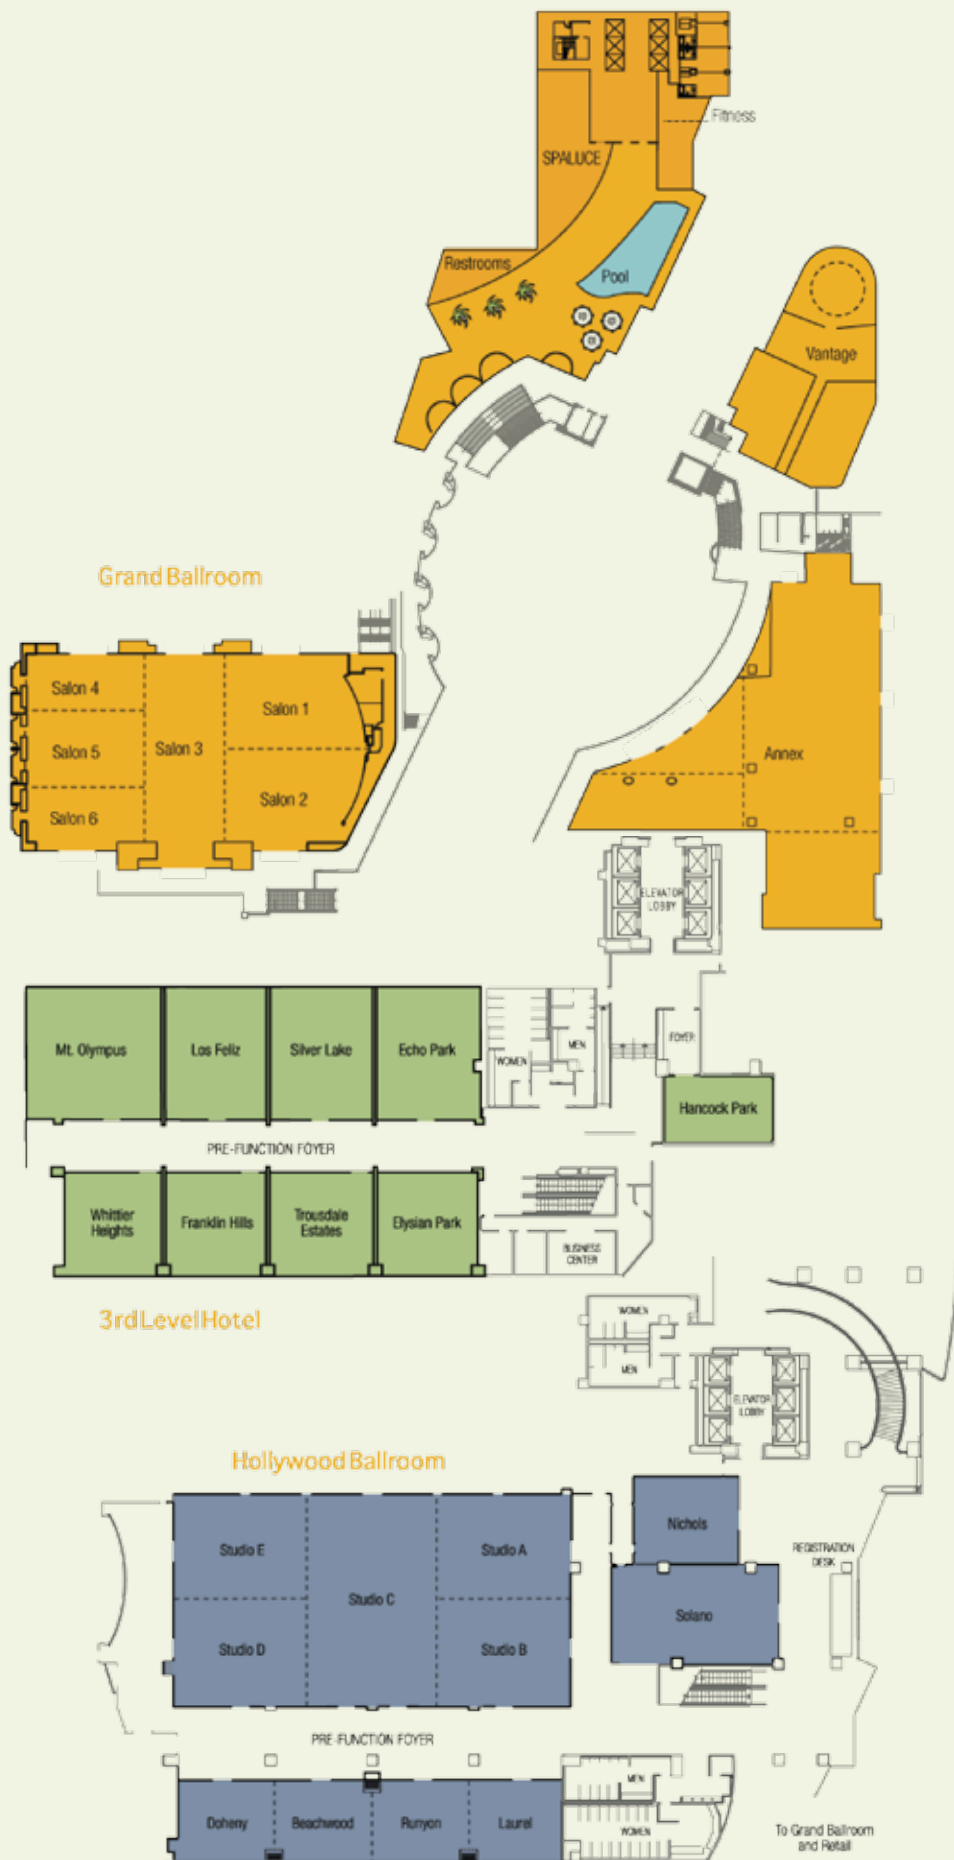 Fitness
SPALUCE
Restrooms
Pool
Vantage
Grand Ballroom
Salon 4
Salon 1
Salon 5
Salon 3
Salon 2
Salon 6
Annex
ELEVATOR
LOBBY
Mt. Olympus
Los Feliz
Silver Lake
Echo Park
WOMEN
MEN
FOYER
Hancock Park
PRE-FUNCTION FOYER
Whittier
Heights
Franklin Hills
Trousdale
Estates
Elysian Park
BUSINESS
CENTER
3rd Level Hotel
WOMEN
MEN
ELEVATOR
LOBBY
Hollywood Ballroom
Studio E
Studio A
Studio C
Studio D
Studio B
Nichols
Solano
REGISTRATION
DESK
PRE-FUNCTION FOYER
Doheny
Beachwood
Runyon
Laurel
MEN
WOMEN
To Grand Ballroom
and Retail